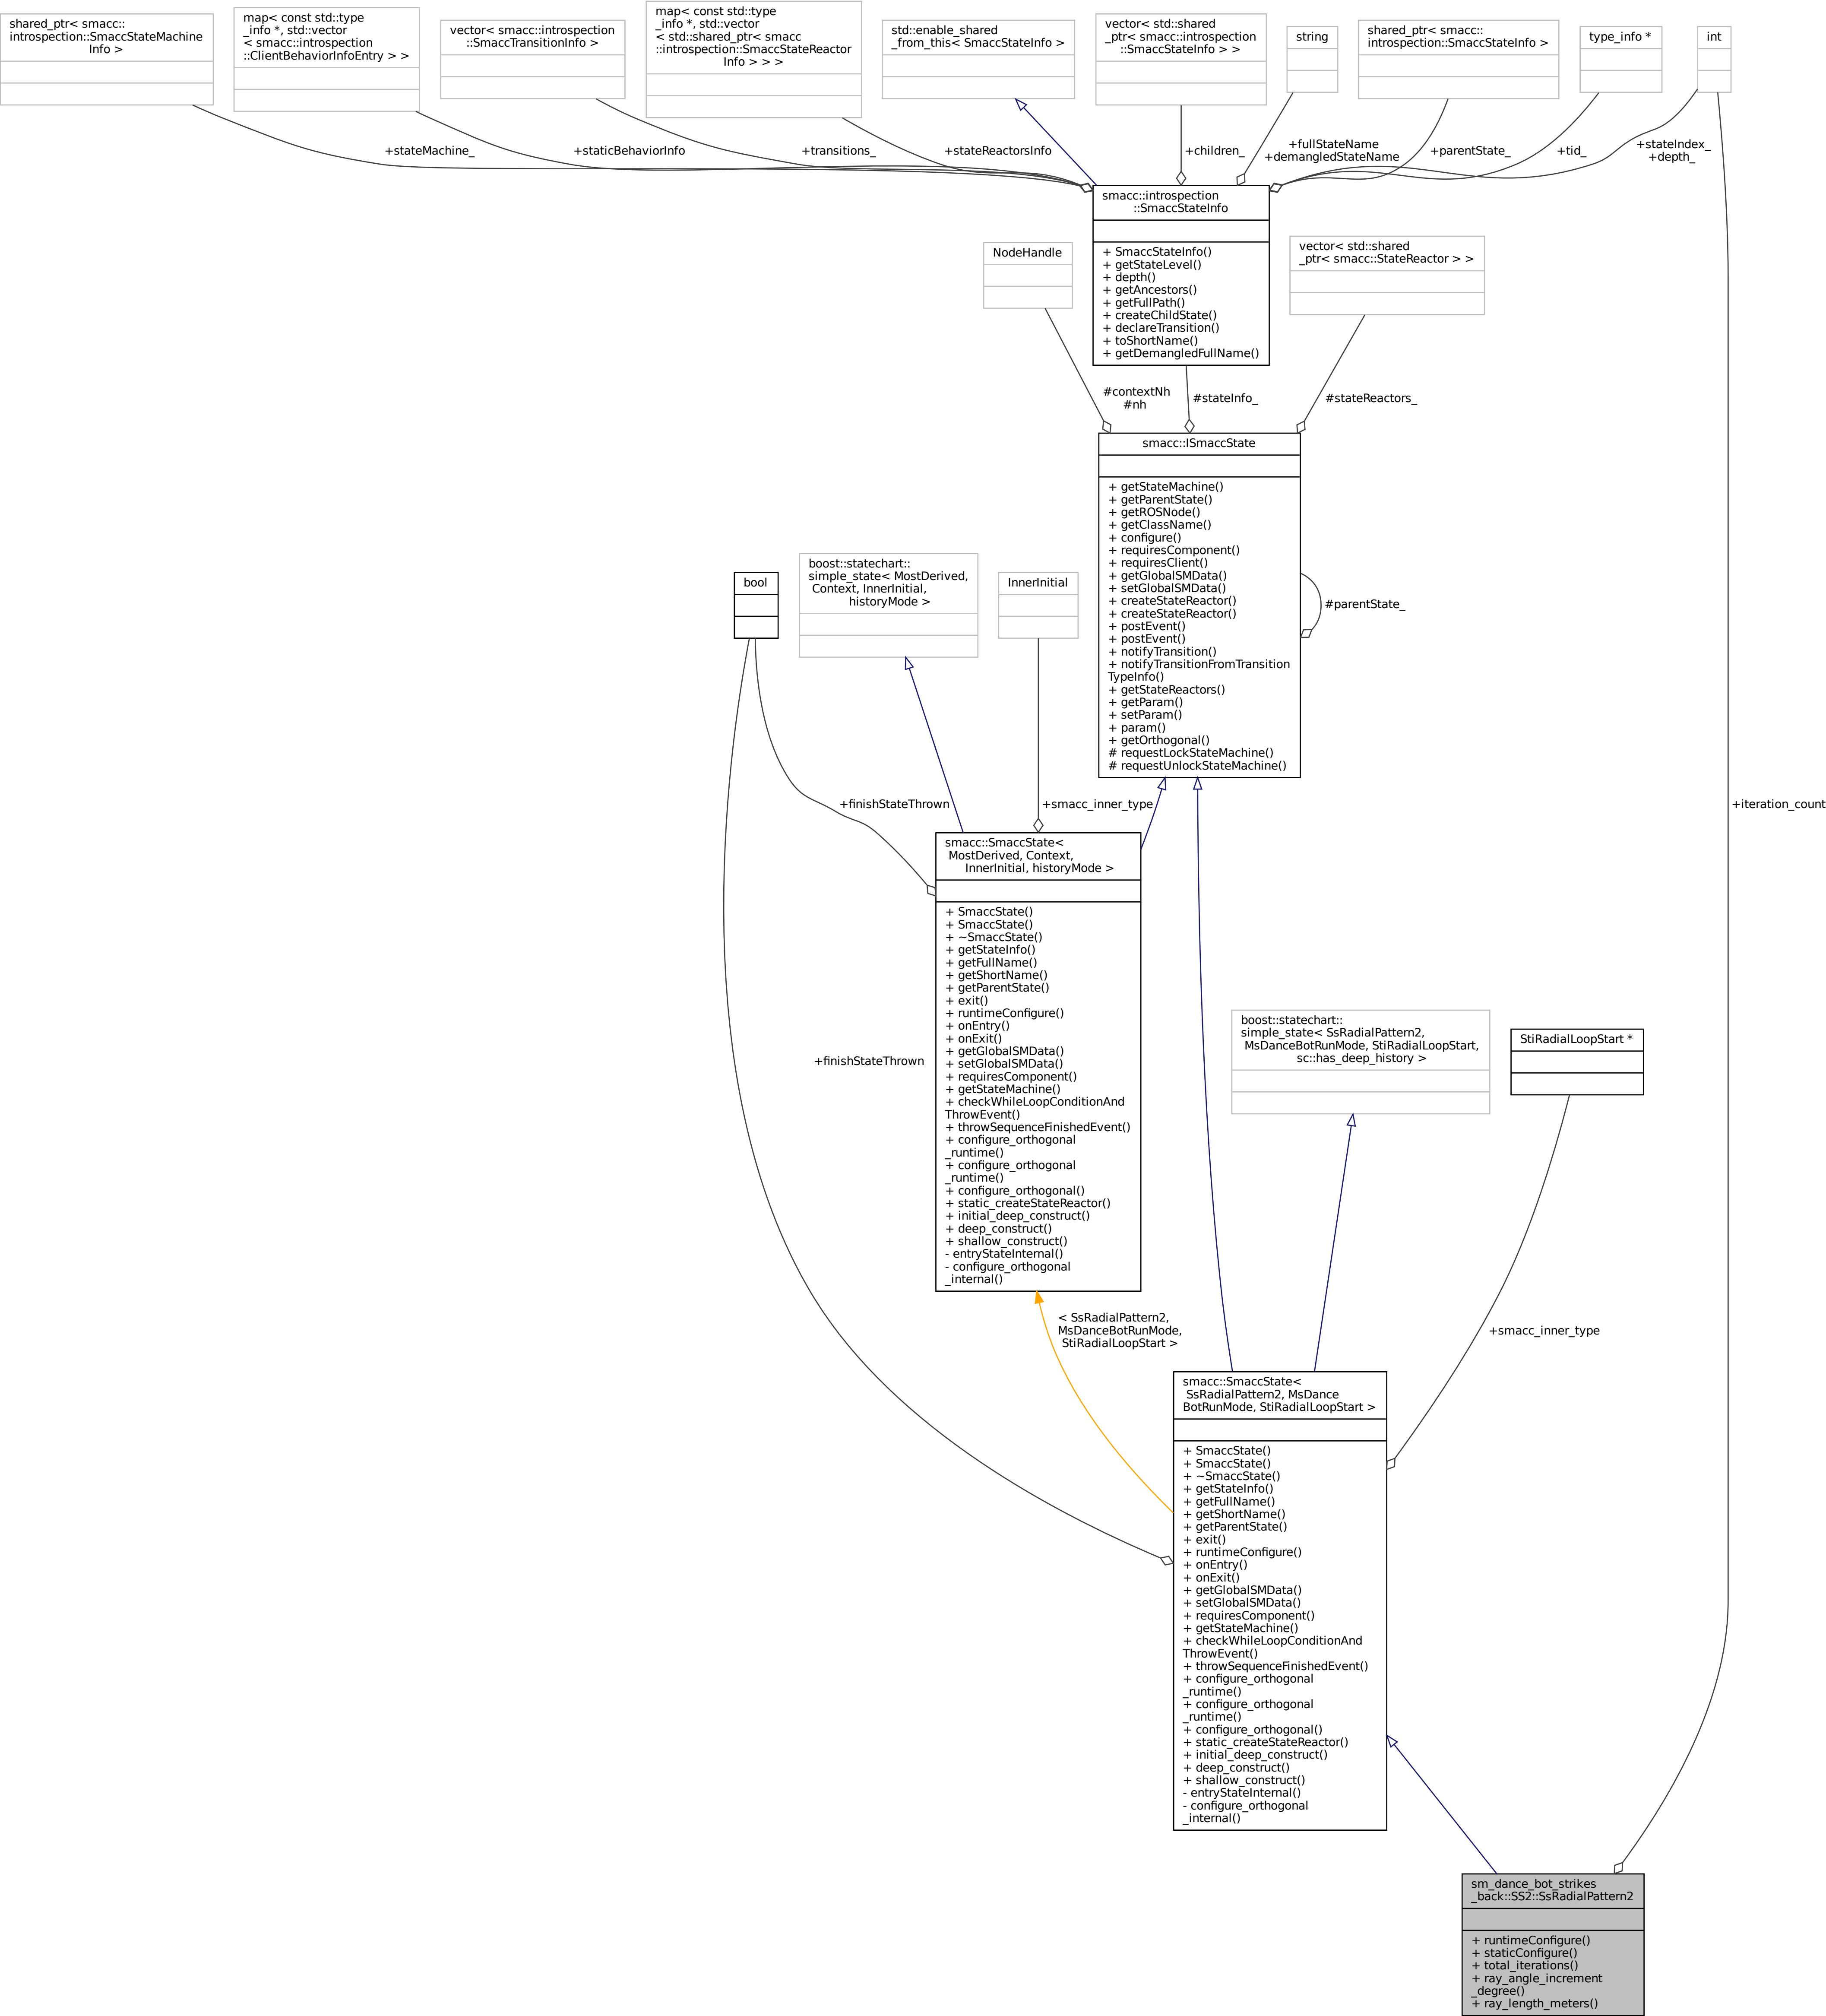 shared_ptr< smacc::
introspection::SmaccStateMachine
Info >
map< const std::type
_info *, std::vector
< smacc::introspection
::ClientBehaviorInfoEntry > >
vector< smacc::introspection
::SmaccTransitionInfo >
map< const std::type
_info *, std::vector
< std::shared_ptr< smacc
::introspection::SmaccStateReactor
Info > > >
std::enable_shared
_from_this< SmaccStateInfo >
vector< std::shared
_ptr< smacc::introspection
::SmaccStateInfo > >
string
shared_ptr< smacc::
introspection::SmaccStateInfo >
type_info *
int
+stateMachine_
+staticBehaviorInfo
+transitions_
+stateReactorsInfo
+children_
+fullStateName
+demangledStateName
+parentState_
+tid_
+stateIndex_
+depth_
smacc::introspection
::SmaccStateInfo
+ SmaccStateInfo()
+ getStateLevel()
+ depth()
+ getAncestors()
+ getFullPath()
+ createChildState()
+ declareTransition()
+ toShortName()
+ getDemangledFullName()
NodeHandle
vector< std::shared
_ptr< smacc::StateReactor > >
#contextNh
#nh
#stateInfo_
#stateReactors_
smacc::ISmaccState
+ getStateMachine()
+ getParentState()
+ getROSNode()
+ getClassName()
+ configure()
+ requiresComponent()
+ requiresClient()
+ getGlobalSMData()
+ setGlobalSMData()
+ createStateReactor()
+ createStateReactor()
+ postEvent()
+ postEvent()
+ notifyTransition()
+ notifyTransitionFromTransition
TypeInfo()
+ getStateReactors()
+ getParam()
+ setParam()
+ param()
+ getOrthogonal()
# requestLockStateMachine()
# requestUnlockStateMachine()
#parentState_
bool
boost::statechart::
simple_state< MostDerived,
Context, InnerInitial,
historyMode >
InnerInitial
+finishStateThrown
+smacc_inner_type
+iteration_count
smacc::SmaccState<
MostDerived, Context,
InnerInitial, historyMode >
+ SmaccState()
+ SmaccState()
+ ~SmaccState()
+ getStateInfo()
+ getFullName()
+ getShortName()
+ getParentState()
+ exit()
+ runtimeConfigure()
+ onEntry()
+ onExit()
+ getGlobalSMData()
+ setGlobalSMData()
+ requiresComponent()
+ getStateMachine()
+ checkWhileLoopConditionAnd
ThrowEvent()
+ throwSequenceFinishedEvent()
+ configure_orthogonal
_runtime()
+ configure_orthogonal
_runtime()
+ configure_orthogonal()
+ static_createStateReactor()
+ initial_deep_construct()
+ deep_construct()
+ shallow_construct()
- entryStateInternal()
- configure_orthogonal
_internal()
+finishStateThrown
boost::statechart::
simple_state< SsRadialPattern2,
MsDanceBotRunMode, StiRadialLoopStart,
sc::has_deep_history >
StiRadialLoopStart *
< SsRadialPattern2,
MsDanceBotRunMode,
StiRadialLoopStart >
+smacc_inner_type
smacc::SmaccState<
SsRadialPattern2, MsDance
BotRunMode, StiRadialLoopStart >
+ SmaccState()
+ SmaccState()
+ ~SmaccState()
+ getStateInfo()
+ getFullName()
+ getShortName()
+ getParentState()
+ exit()
+ runtimeConfigure()
+ onEntry()
+ onExit()
+ getGlobalSMData()
+ setGlobalSMData()
+ requiresComponent()
+ getStateMachine()
+ checkWhileLoopConditionAnd
ThrowEvent()
+ throwSequenceFinishedEvent()
+ configure_orthogonal
_runtime()
+ configure_orthogonal
_runtime()
+ configure_orthogonal()
+ static_createStateReactor()
+ initial_deep_construct()
+ deep_construct()
+ shallow_construct()
- entryStateInternal()
- configure_orthogonal
_internal()
sm_dance_bot_strikes
_back::SS2::SsRadialPattern2
+ runtimeConfigure()
+ staticConfigure()
+ total_iterations()
+ ray_angle_increment
_degree()
+ ray_length_meters()